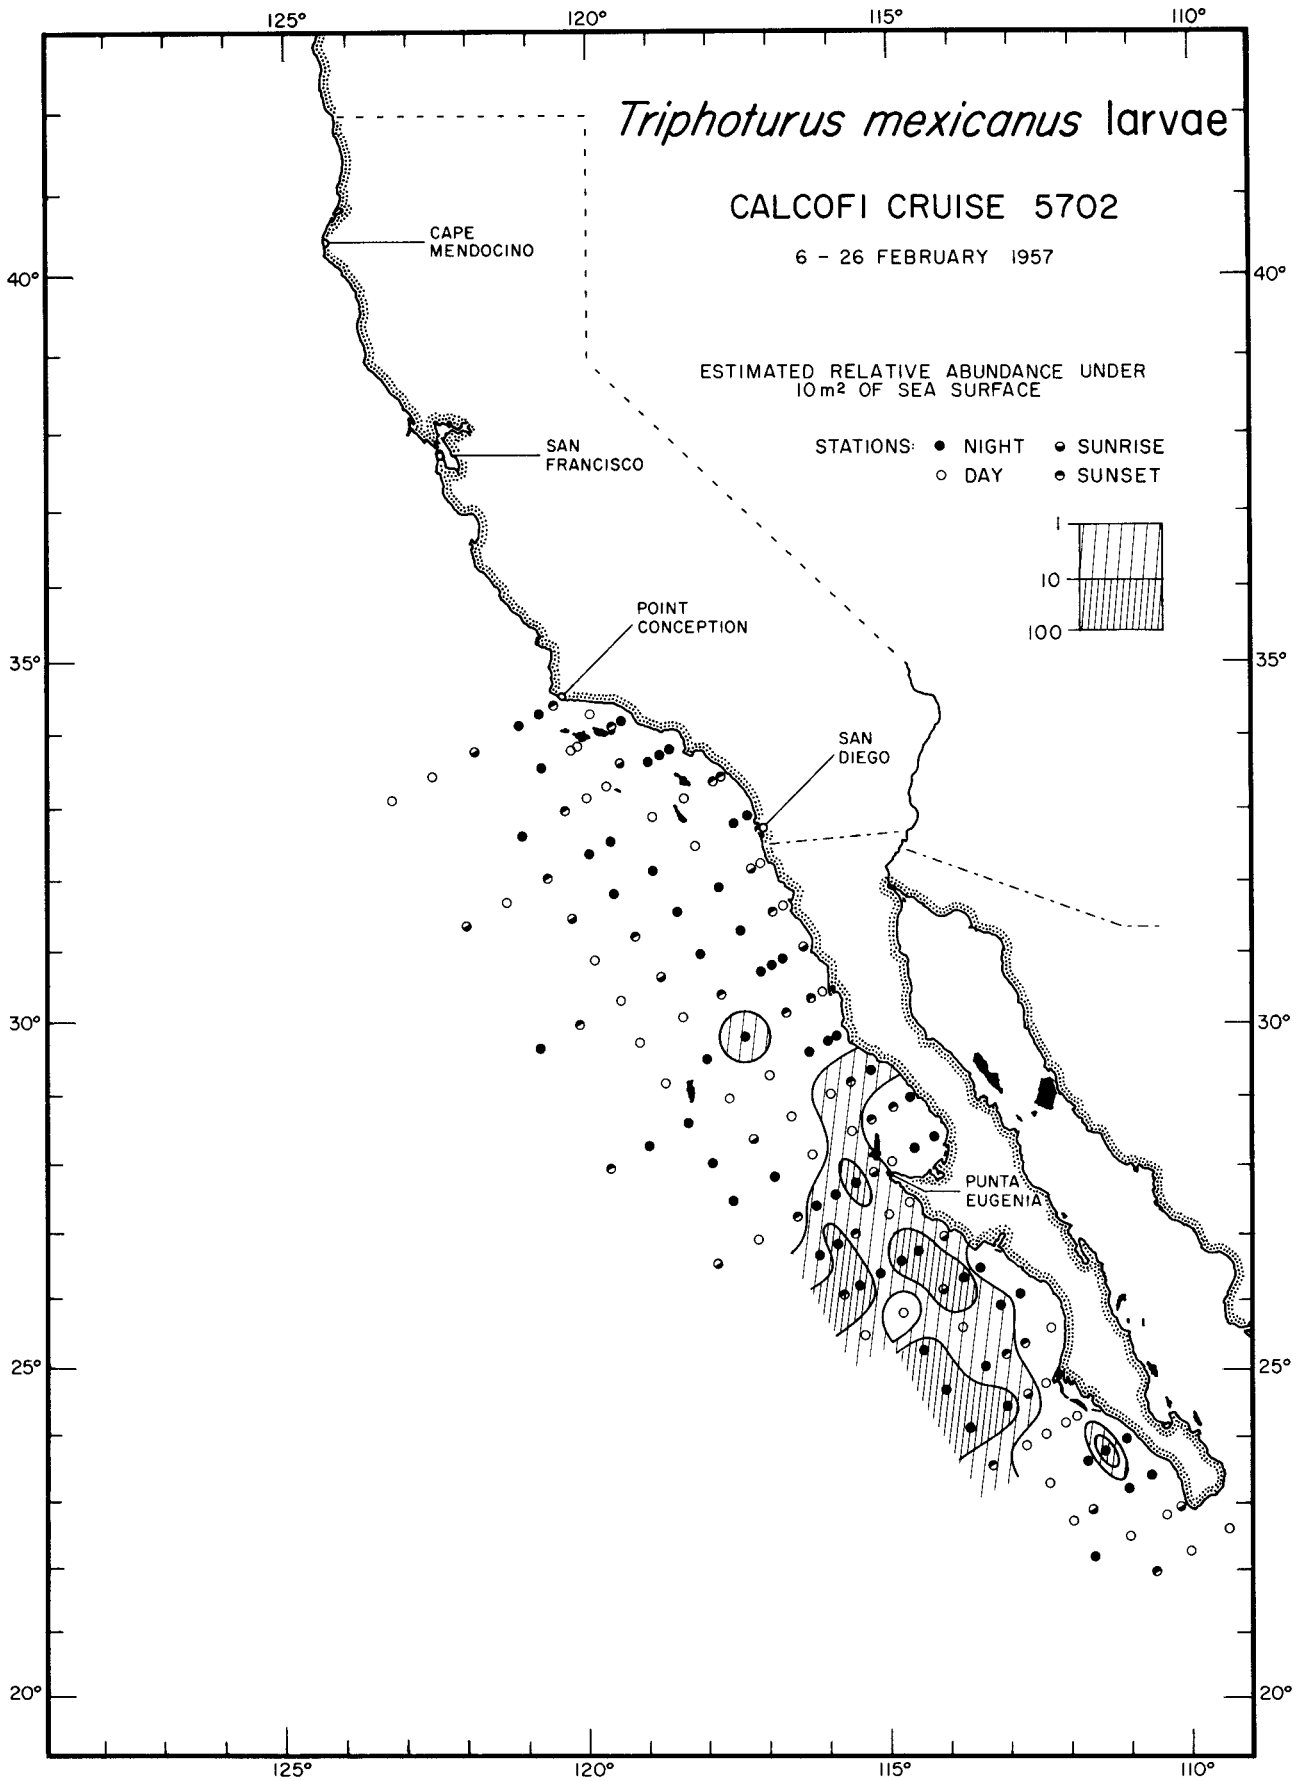 125° 120° 115° 110°
Triphoturus mexicanus larvae
CALCOFI CRUISE 5702
6 - 26 FEBRUARY 1957
CAPE
MENDOCINO
40° 40°
ESTIMATED RELATIVE ABUNDANCE UNDER
10m² OF SEA SURFACE
STATIONS: NIGHT SUNRISE
DAY SUNSET
SAN
FRANCISCO
1
10
100
POINT
CONCEPTION
35° 35°
SAN
DIEGO
30° 30°
PUNTA
EUGENIA
25° 25°
20° 20°
125° 120° 115° 110°